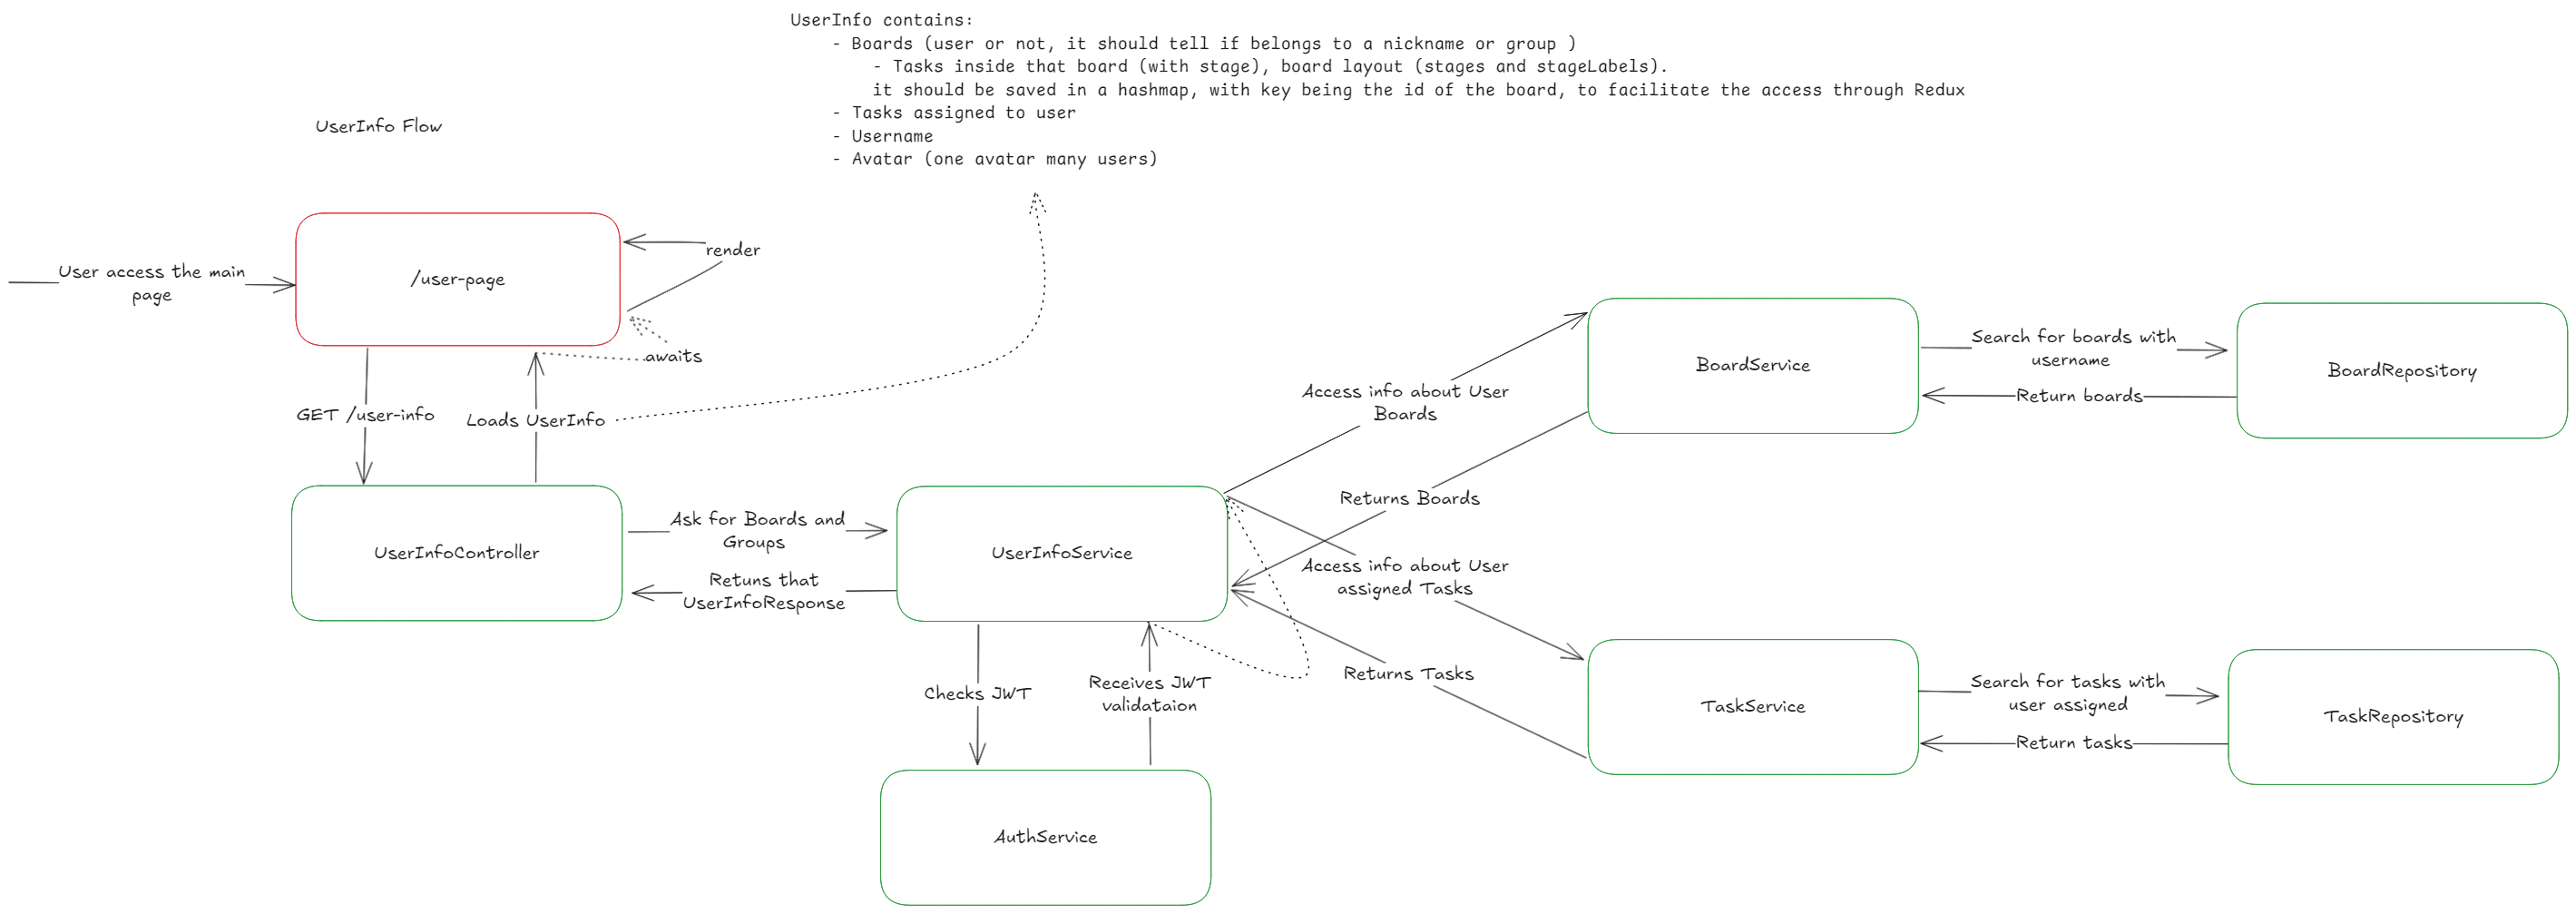 UserInfo contains:
- Boards (user or not, it should tell if belongs to a nickname or group )
- Tasks inside that board (with stage), board layout (stages and stageLabels).
it should be saved in a hashmap, with key being the id of the board, to facilitate the access through Redux
- Tasks assigned to user
- Username
- Avatar (one avatar many users)
UserInfo Flow
User access the main
page
/user-page
render
awaits
GET /user-info
Loads UserInfo
UserInfoController
Ask for Boards and
Groups
Retuns that
UserInfoResponse
UserInfoService
Checks JWT
Receives JWT
validataion
AuthService
Access info about User
Boards
Returns Boards
Access info about User
assigned Tasks
Returns Tasks
BoardService
Search for boards with
username
Return boards
BoardRepository
TaskService
Search for tasks with
user assigned
Return tasks
TaskRepository